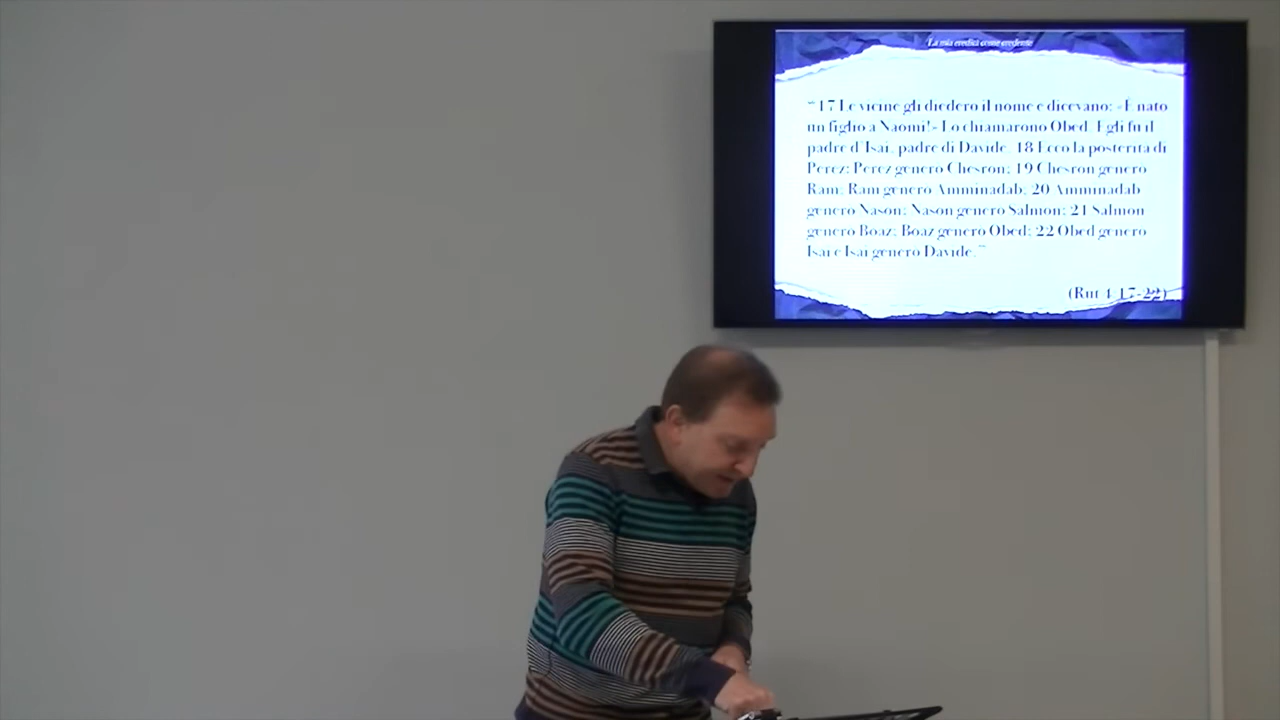 La mia eredità come credente
“17 Le vicine gli diedero il nome e dicevano: «È nato
un figlio a Naomi!» Lo chiamarono Obed. Egli fu il
padre d'Isai, padre di Davide. 18 Ecco la posterità di
Perez: Perez generò Chesron; 19 Chesron generò
Ram; Ram generò Amminadab; 20 Amminadab
generò Nason; Nason generò Salmon; 21 Salmon
generò Boaz; Boaz generò Obed; 22 Obed generò
Isai e Isai generò Davide.”
(Rut 4:17-22)